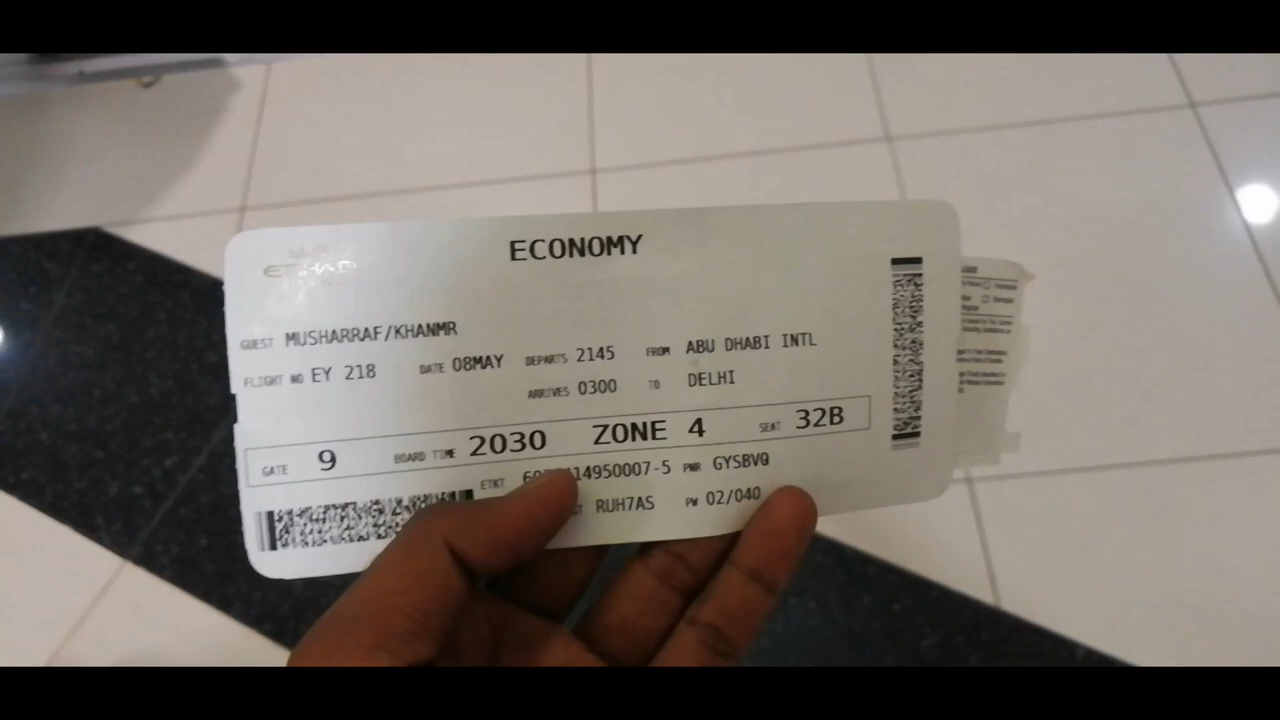 ETIHAD
ECONOMY
GUEST MUSHARRAF/KHANMR
FLIGHT NO EY 218 DATE 08MAY DEPARTS 2145 FROM ABU DHABI INTL
ARRIVES 0300 TO DELHI
GATE 9 BOARD TIME 2030 ZONE 4 SEAT 32B
ETKT 14950007-5 PNR GYSBVQ
RUH7AS PW 02/040